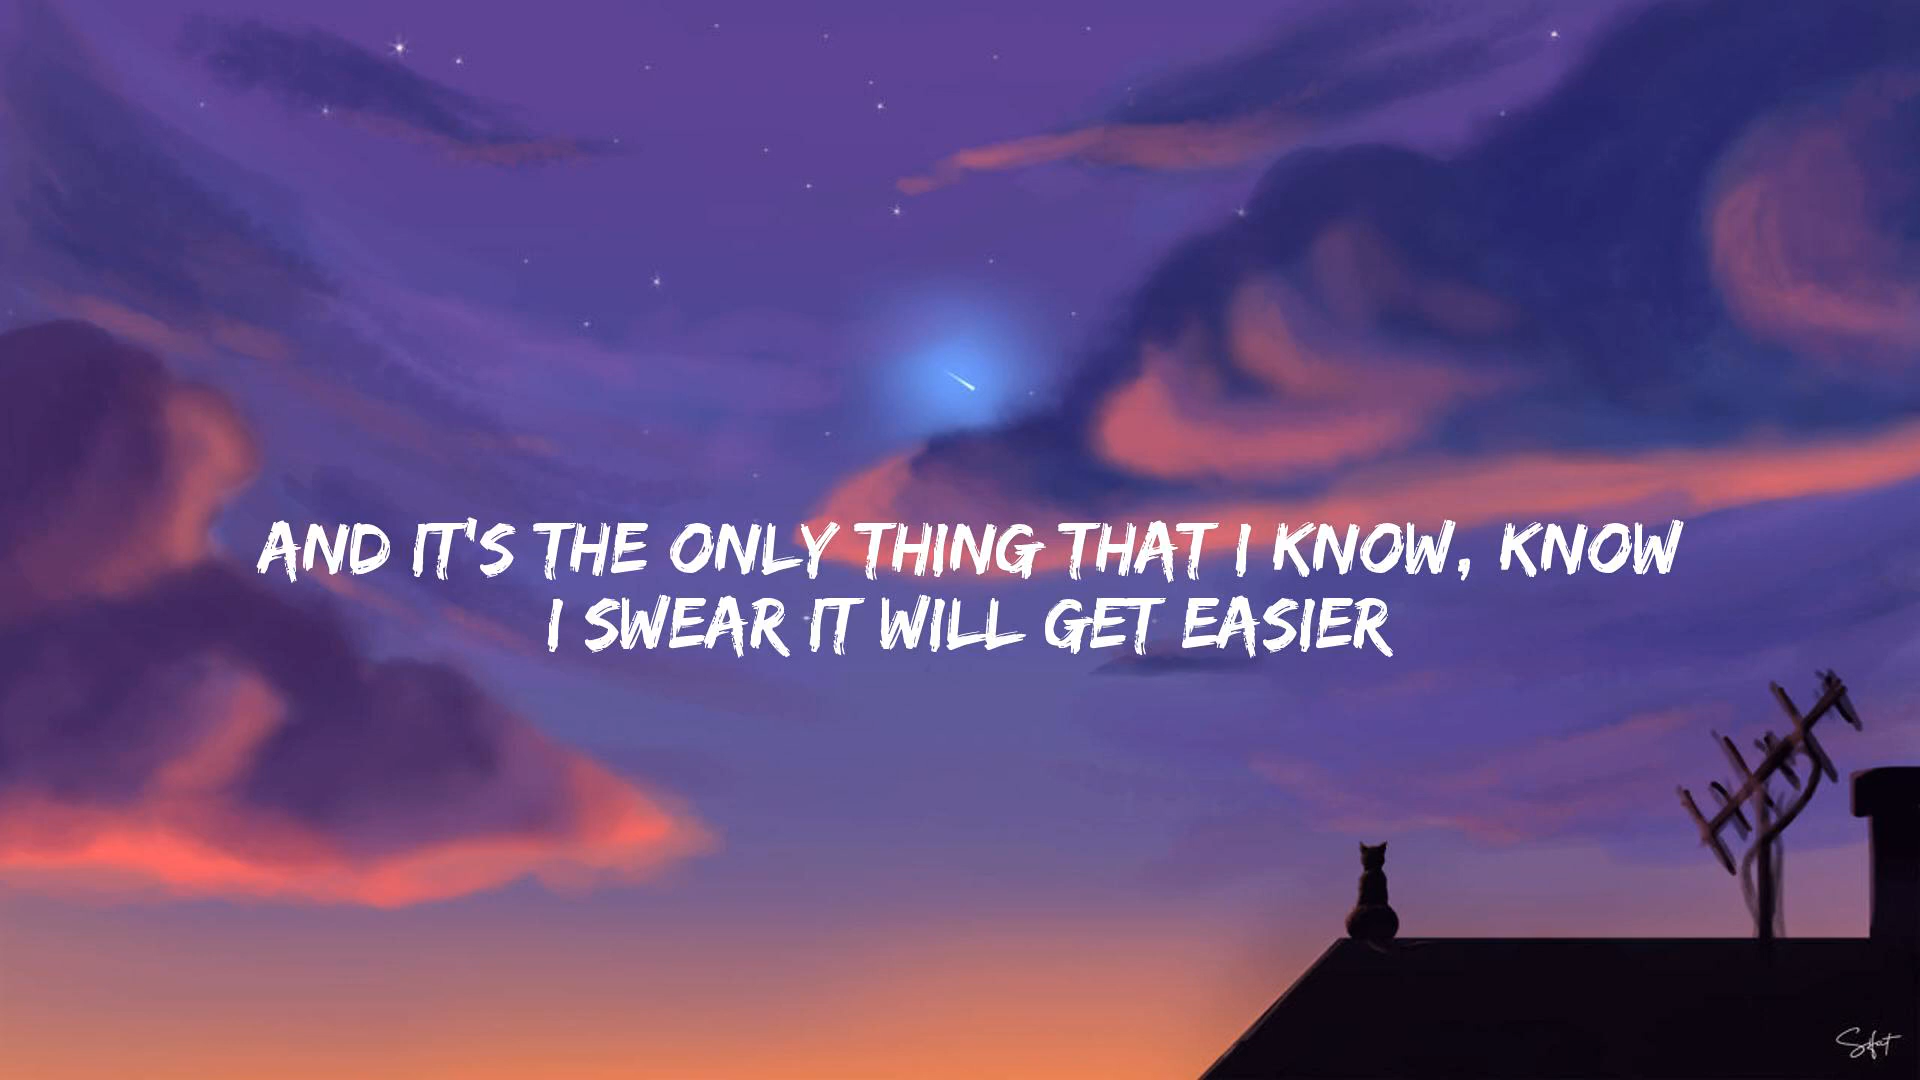 AND IT'S THE ONLY THING THAT I KNOW, KNOW
I SWEAR IT WILL GET EASIER